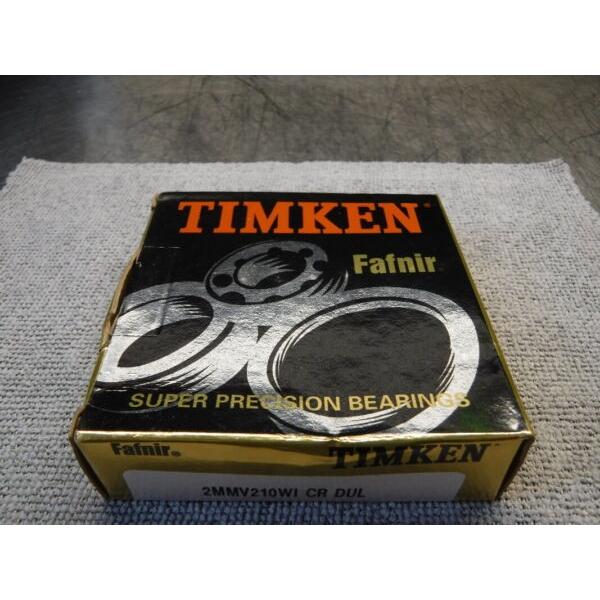 TIMKEN®
Fafnir
SUPER PRECISION BEARINGS
Fafnir® TIMKEN
2MMV210WI CR DUL